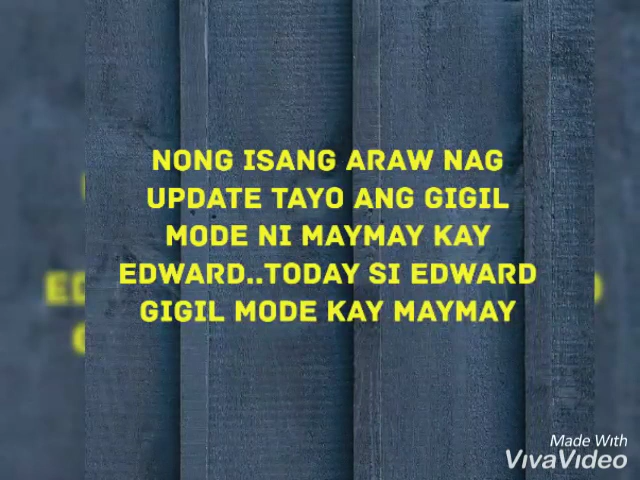 NONG ISANG ARAW NAG
UPDATE TAYO ANG GIGIL
MODE NI MAYMAY KAY
EDWARD..TODAY SI EDWARD
GIGIL MODE KAY MAYMAY
Made With
VivaVideo